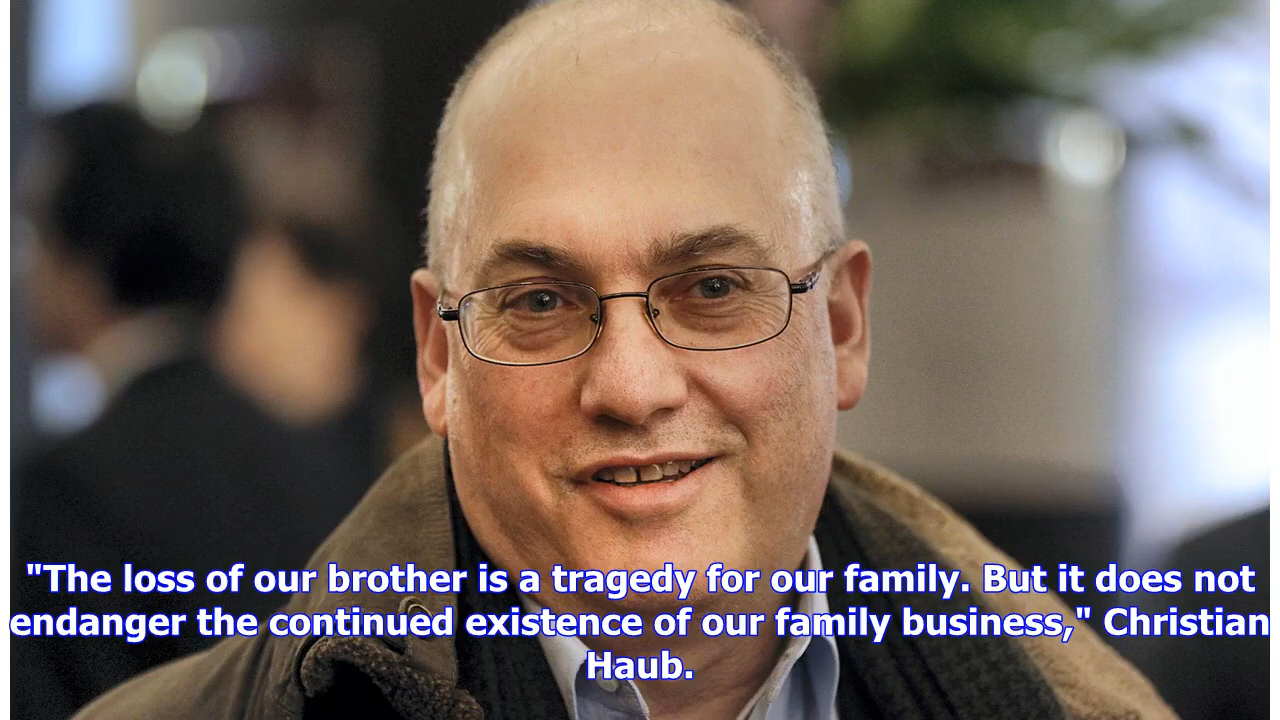 "The loss of our brother is a tragedy for our family. But it does not
endanger the continued existence of our family business," Christian
Haub.